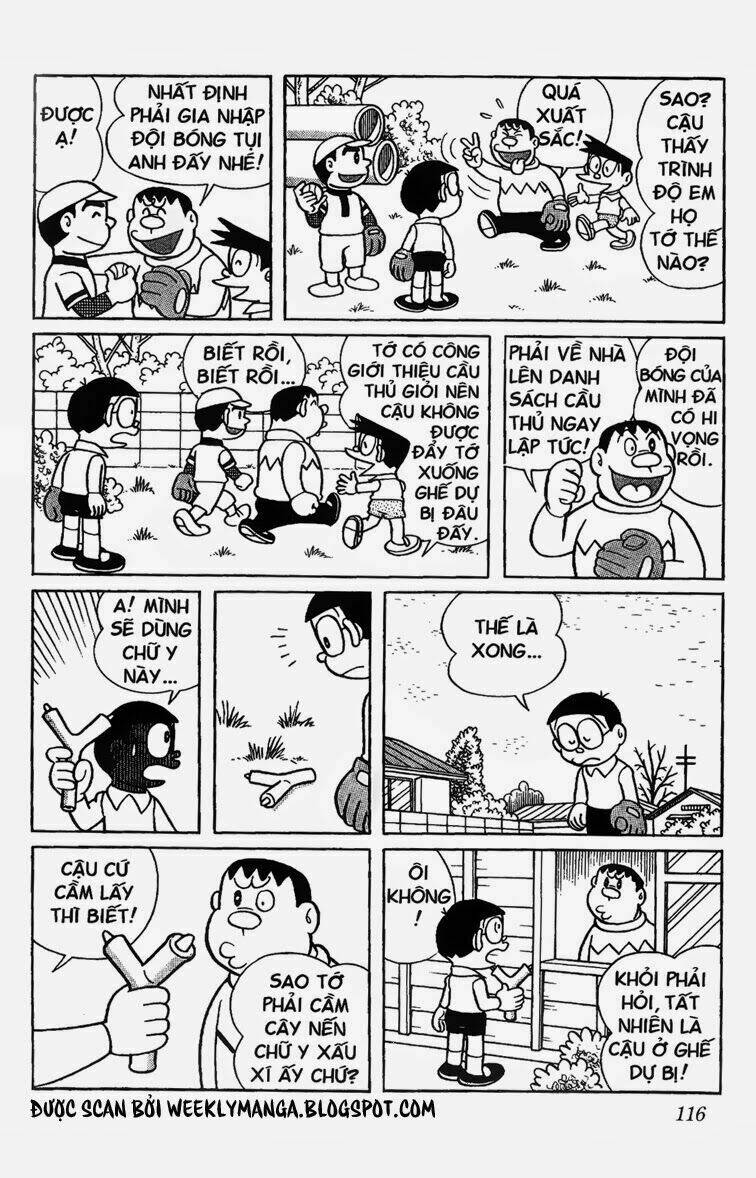 SAO?
CẬU
THẤY
TRÌNH
ĐỘ EM
HỌ
TỚ THẾ
NÀO?
QUÁ
XUẤT
SẮC!
NHẤT ĐỊNH
PHẢI GIA NHẬP
ĐỘI BÓNG TỤI
ANH ĐẤY NHÉ!
ĐƯỢC
Ạ!
ĐỘI
BÓNG CỦA
MÌNH ĐÃ
CÓ HI
VỌNG
RỒI.
PHẢI VỀ NHÀ
LÊN DANH
SÁCH CẦU
THỦ NGAY
LẬP TỨC!
TỚ CÓ CÔNG
GIỚI THIỆU CẦU
THỦ GIỎI NÊN
CẬU KHÔNG
ĐƯỢC
ĐẨY TỚ
XUỐNG
GHẾ DỰ
BỊ ĐÂU
ĐẤY.
BIẾT RỒI,
BIẾT RỒI...
THẾ LÀ
XONG...
A! MÌNH
SẼ DÙNG
CHỮ Y
NÀY...
KHỎI PHẢI
HỎI, TẤT
NHIÊN LÀ
CẬU Ở GHẾ
DỰ BỊ!
ÔI
KHÔNG
!
SAO TỚ
PHẢI CẦM
CÂY NẾN
CHỮ Y XẤU
XÍ ẤY CHỨ?
CẬU CỨ
CẦM LẤY
THÌ BIẾT!
ĐƯỢC SCAN BỞI WEEKLYMANGA.BLOGSPOT.COM
116